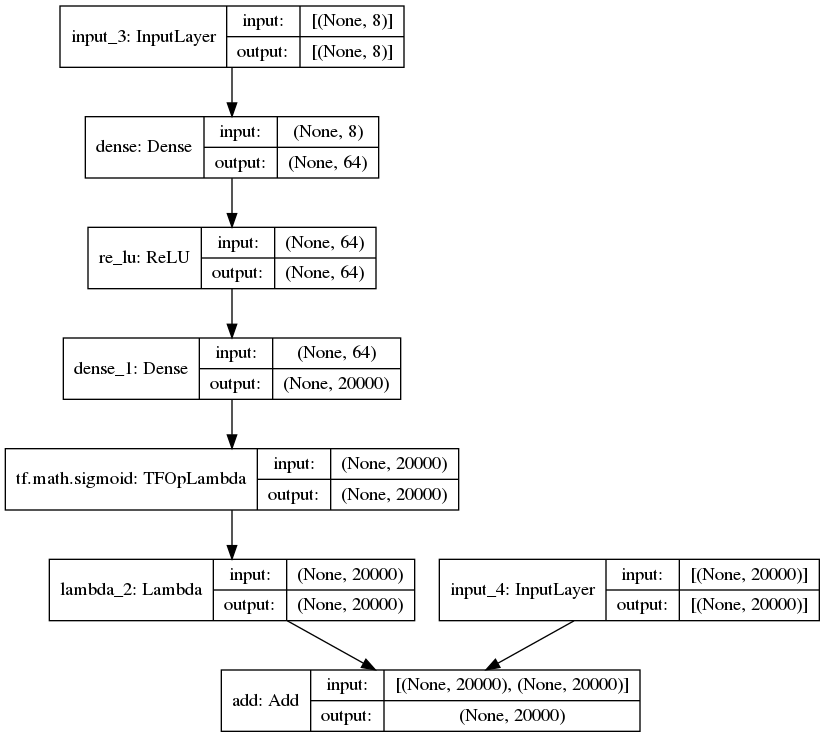 input_3: InputLayer
input: [(None, 8)]
output: [(None, 8)]
dense: Dense
input: (None, 8)
output: (None, 64)
re_lu: ReLU
input: (None, 64)
output: (None, 64)
dense_1: Dense
input: (None, 64)
output: (None, 20000)
tf.math.sigmoid: TFOpLambda
input: (None, 20000)
output: (None, 20000)
lambda_2: Lambda
input: (None, 20000)
output: (None, 20000)
input_4: InputLayer
input: [(None, 20000)]
output: [(None, 20000)]
add: Add
input: [(None, 20000), (None, 20000)]
output: (None, 20000)